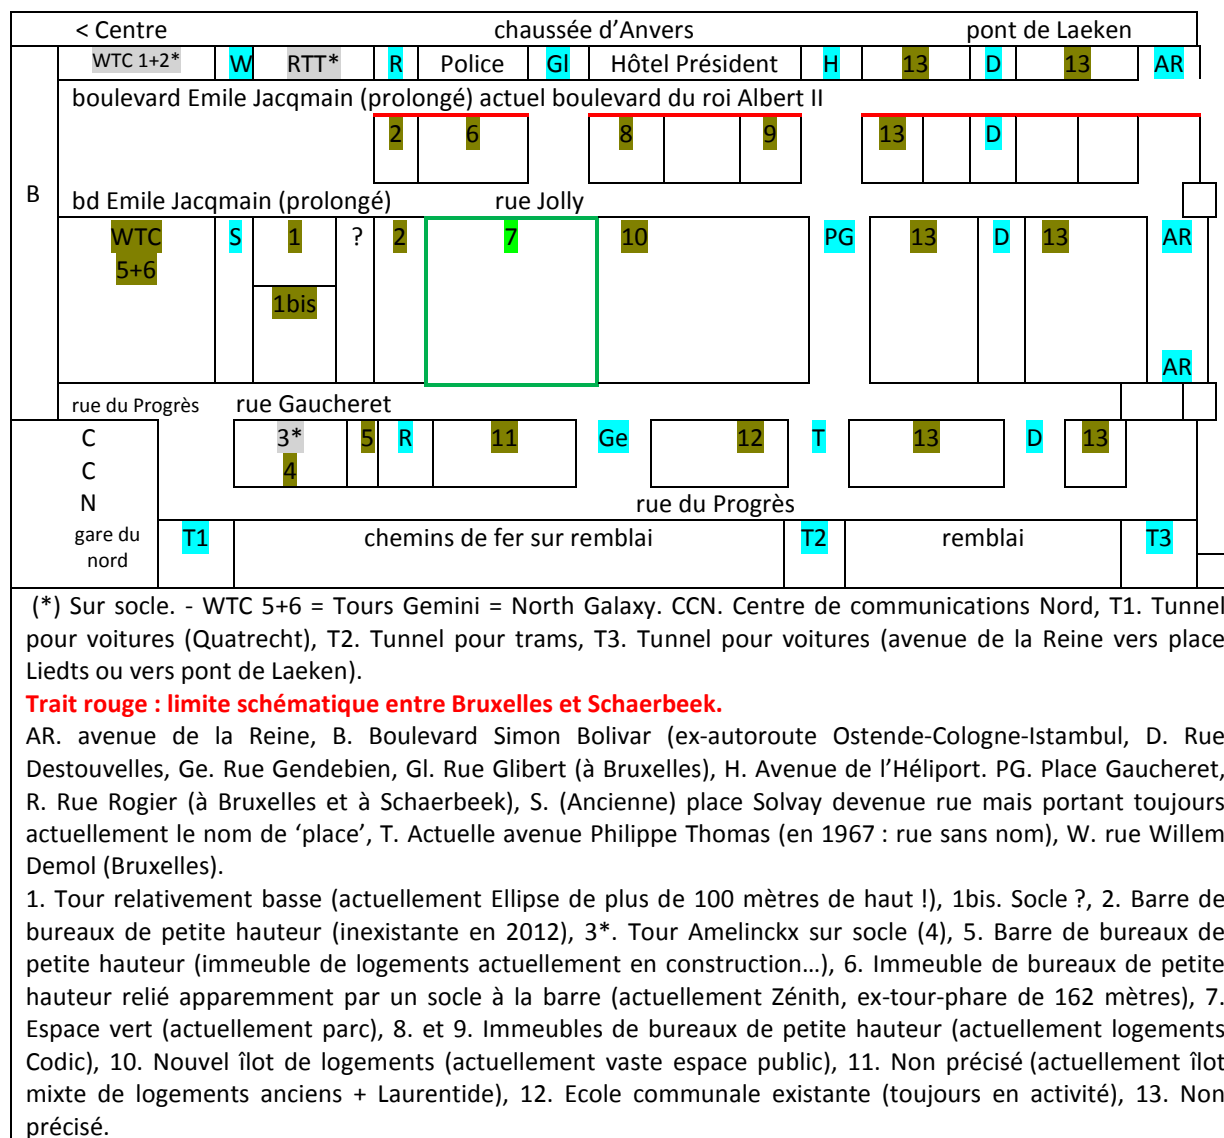 < Centre chaussée d’Anvers pont de Laeken
WTC 1+2* W RTT* R Police Gl Hôtel Président H 13 D 13 AR
boulevard Emile Jacqmain (prolongé) actuel boulevard du roi Albert II
2 6 8 9 13 D
B
bd Emile Jacqmain (prolongé) rue Jolly
WTC S 1 ? 2 7 10 PG 13 D 13 AR
5+6
1bis
AR
rue du Progrès rue Gaucheret
C 3* 5 R 11 Ge 12 T 13 D 13
C 4
N rue du Progrès
gare du T1 chemins de fer sur remblai T2 remblai T3
nord
(*) Sur socle. - WTC 5+6 = Tours Gemini = North Galaxy. CCN. Centre de communications Nord, T1. Tunnel
pour voitures (Quatrecht), T2. Tunnel pour trams, T3. Tunnel pour voitures (avenue de la Reine vers place
Liedts ou vers pont de Laeken).
Trait rouge : limite schématique entre Bruxelles et Schaerbeek.
AR. avenue de la Reine, B. Boulevard Simon Bolivar (ex-autoroute Ostende-Cologne-Istambul, D. Rue
Destouvelles, Ge. Rue Gendebien, Gl. Rue Glibert (à Bruxelles), H. Avenue de l’Héliport. PG. Place Gaucheret,
R. Rue Rogier (à Bruxelles et à Schaerbeek), S. (Ancienne) place Solvay devenue rue mais portant toujours
actuellement le nom de ‘place’, T. Actuelle avenue Philippe Thomas (en 1967 : rue sans nom), W. rue Willem
Demol (Bruxelles).
1. Tour relativement basse (actuellement Ellipse de plus de 100 mètres de haut !), 1bis. Socle ?, 2. Barre de
bureaux de petite hauteur (inexistante en 2012), 3*. Tour Amelinckx sur socle (4), 5. Barre de bureaux de
petite hauteur (immeuble de logements actuellement en construction…), 6. Immeuble de bureaux de petite
hauteur relié apparemment par un socle à la barre (actuellement Zénith, ex-tour-phare de 162 mètres), 7.
Espace vert (actuellement parc), 8. et 9. Immeubles de bureaux de petite hauteur (actuellement logements
Codic), 10. Nouvel îlot de logements (actuellement vaste espace public), 11. Non précisé (actuellement îlot
mixte de logements anciens + Laurentide), 12. Ecole communale existante (toujours en activité), 13. Non
précisé.